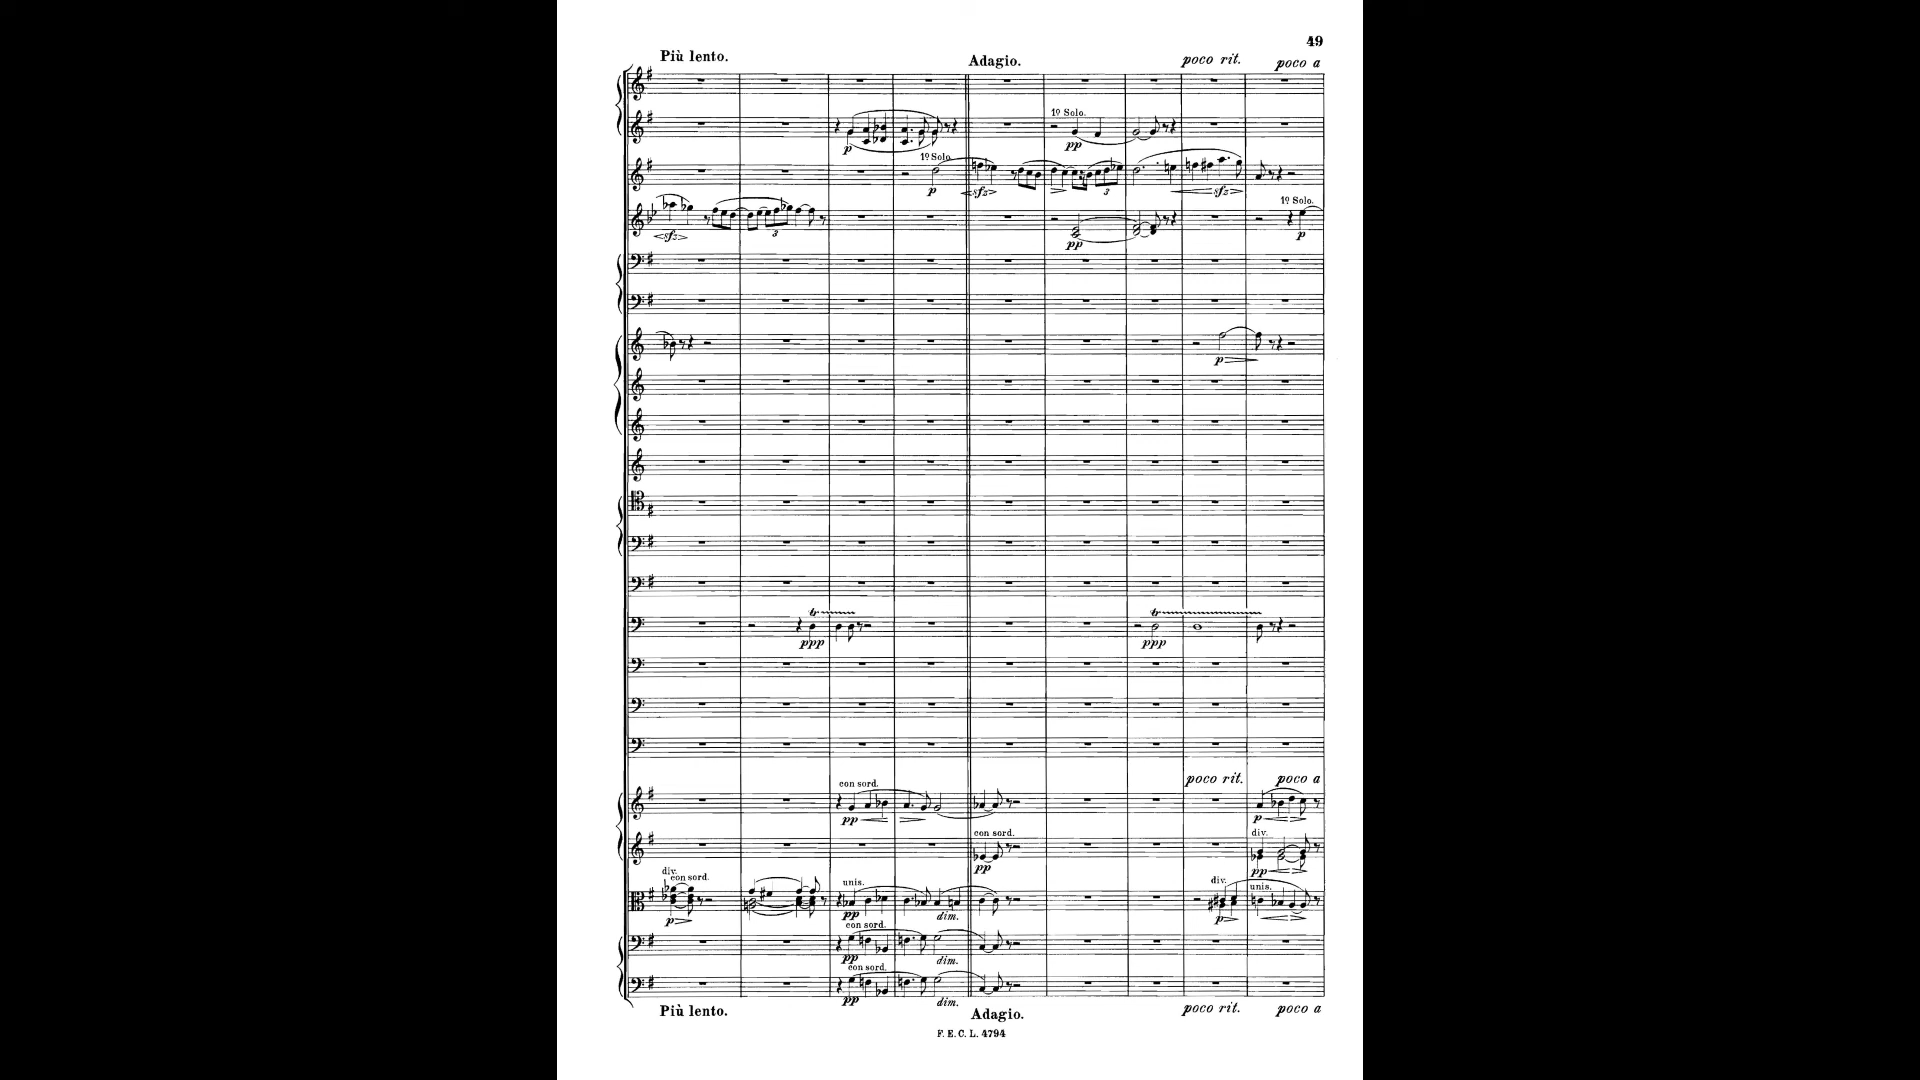 49
Più lento.
Adagio.
poco rit.
poco a
1º Solo.
p
pp
1º Solo.
p
sfz
3
sfz
1º Solo.
sfz
3
pp
p
p
tr
tr
ppp
ppp
poco rit.
poco a
con sord.
pp
p
con sord.
div.
pp
pp
div.
con sord.
unis.
div.
unis.
p
pp
dim.
p
con sord.
pp
dim.
con sord.
pp
dim.
Più lento.
Adagio.
poco rit.
poco a
F. E. C. L. 4794